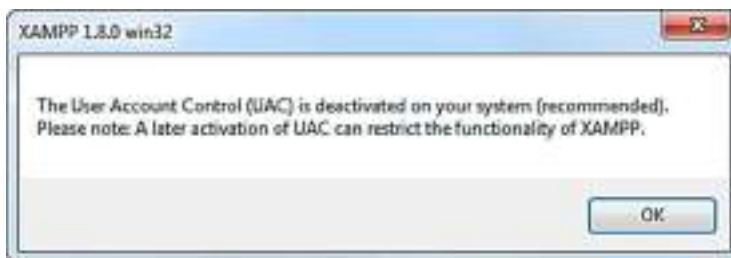 XAMPP 1.8.0 win32
The User Account Control (UAC) is deactivated on your system (recommended).
Please note: A later activation of UAC can restrict the functionality of XAMPP.
OK